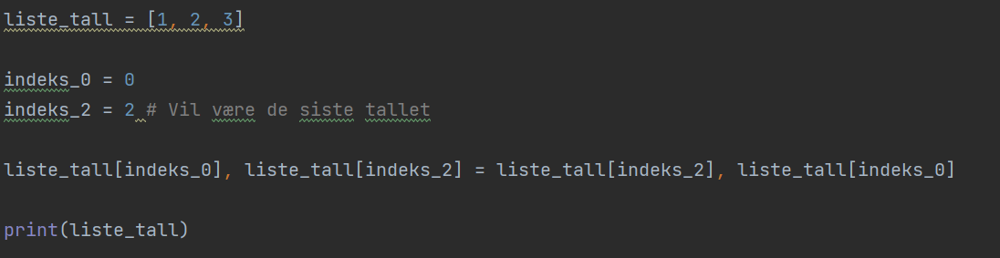 liste_tall = [1, 2, 3]
indeks_0 = 0
indeks_2 = 2 # Vil være de siste tallet
liste_tall[indeks_0], liste_tall[indeks_2] = liste_tall[indeks_2], liste_tall[indeks_0]
print(liste_tall)